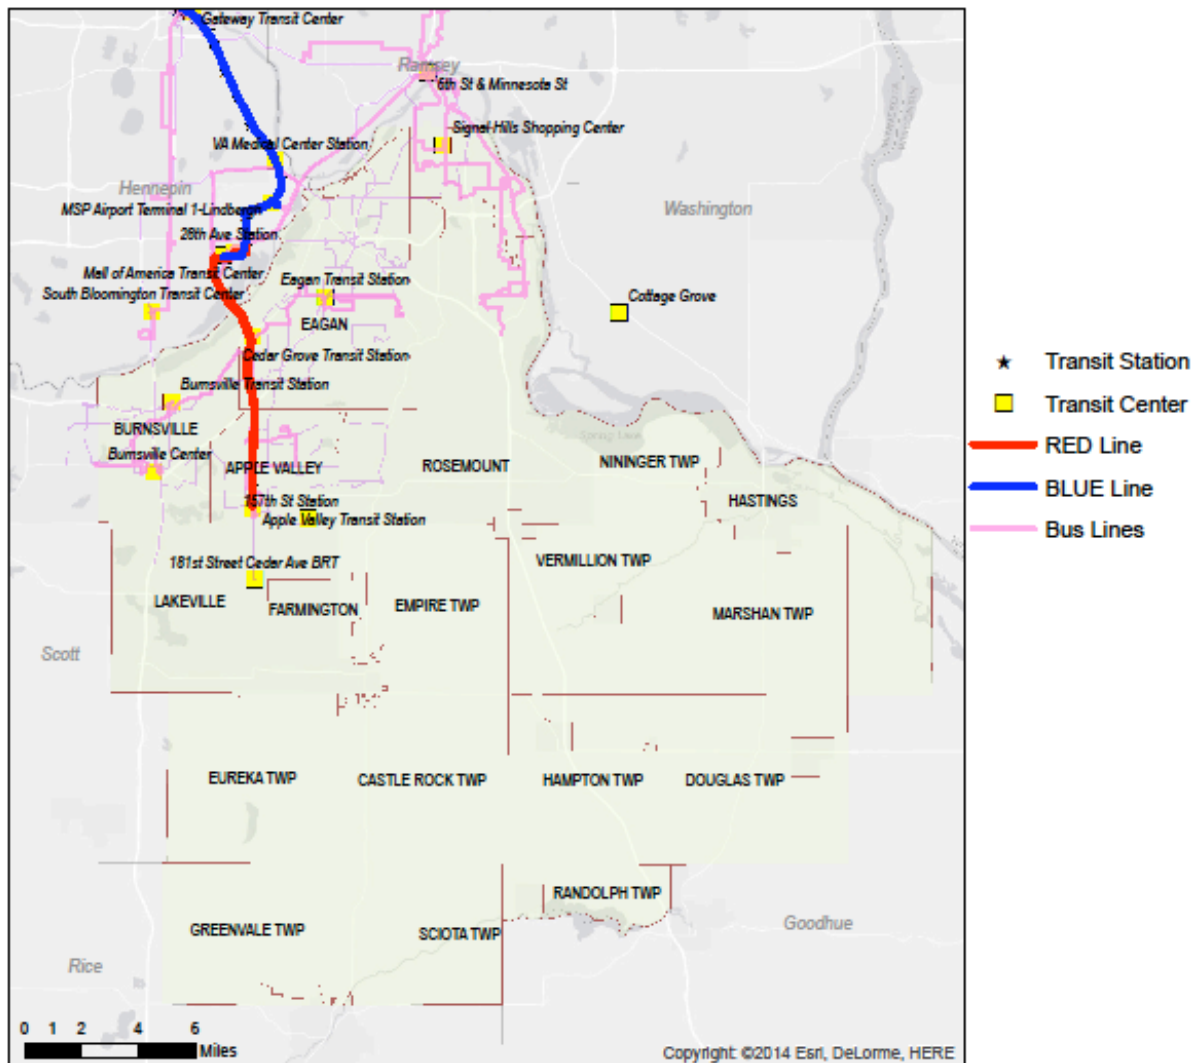 Gateway Transit Center
Ramsey
6th St & Minnesota St
Signal Hills Shopping Center
VA Medical Center Station
Hennepin
MSP Airport Terminal 1-Lindbergh
Washington
28th Ave Station
Mall of America Transit Center
Eagan Transit Station
South Bloomington Transit Center
Cottage Grove
EAGAN
Cedar Grove Transit Station
Transit Station
Burnsville Transit Station
Transit Center
BURNSVILLE
RED Line
Burnsville Center
APPLE VALLEY
ROSEMOUNT
Spring Lake
NININGER TWP
BLUE Line
157th St Station
HASTINGS
Apple Valley Transit Station
Bus Lines
181st Street Cedar Ave BRT
VERMILLION TWP
LAKEVILLE
FARMINGTON
EMPIRE TWP
MARSHAN TWP
Scott
EUREKA TWP
CASTLE ROCK TWP
HAMPTON TWP
DOUGLAS TWP
RANDOLPH TWP
GREENVALE TWP
SCIOTA TWP
Goodhue
Rice
0 1 2 4 6
Miles
Copyright: ©2014 Esri, DeLorme, HERE